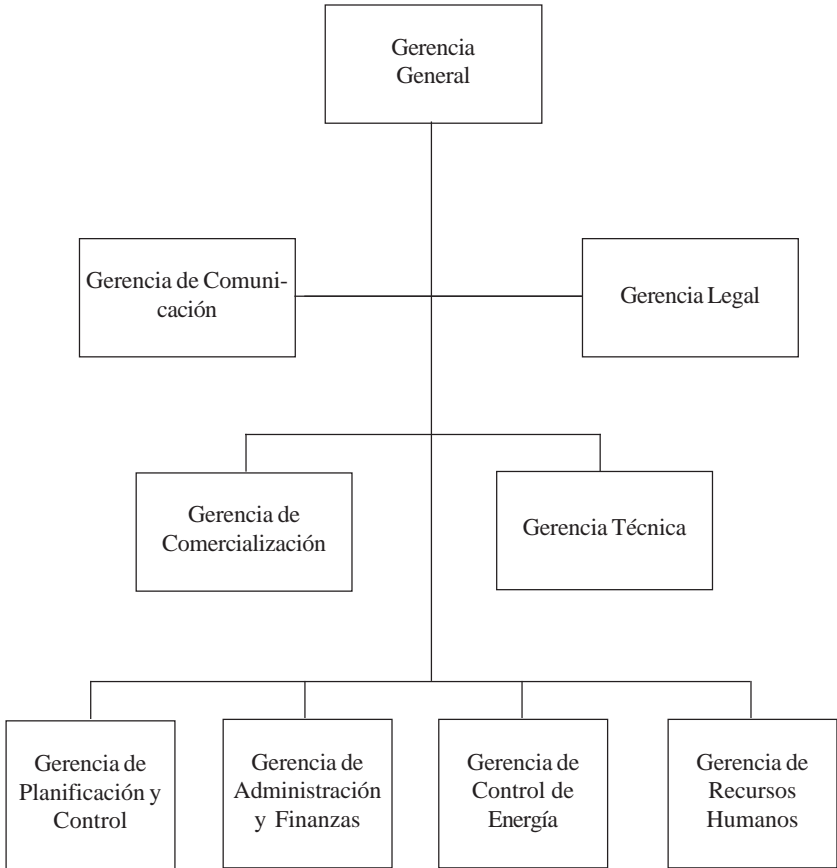 Gerencia
General
Gerencia de Comuni-
cación
Gerencia Legal
Gerencia de
Comercialización
Gerencia Técnica
Gerencia de
Planificación y
Control
Gerencia de
Administración
y Finanzas
Gerencia de
Control de
Energía
Gerencia de
Recursos
Humanos